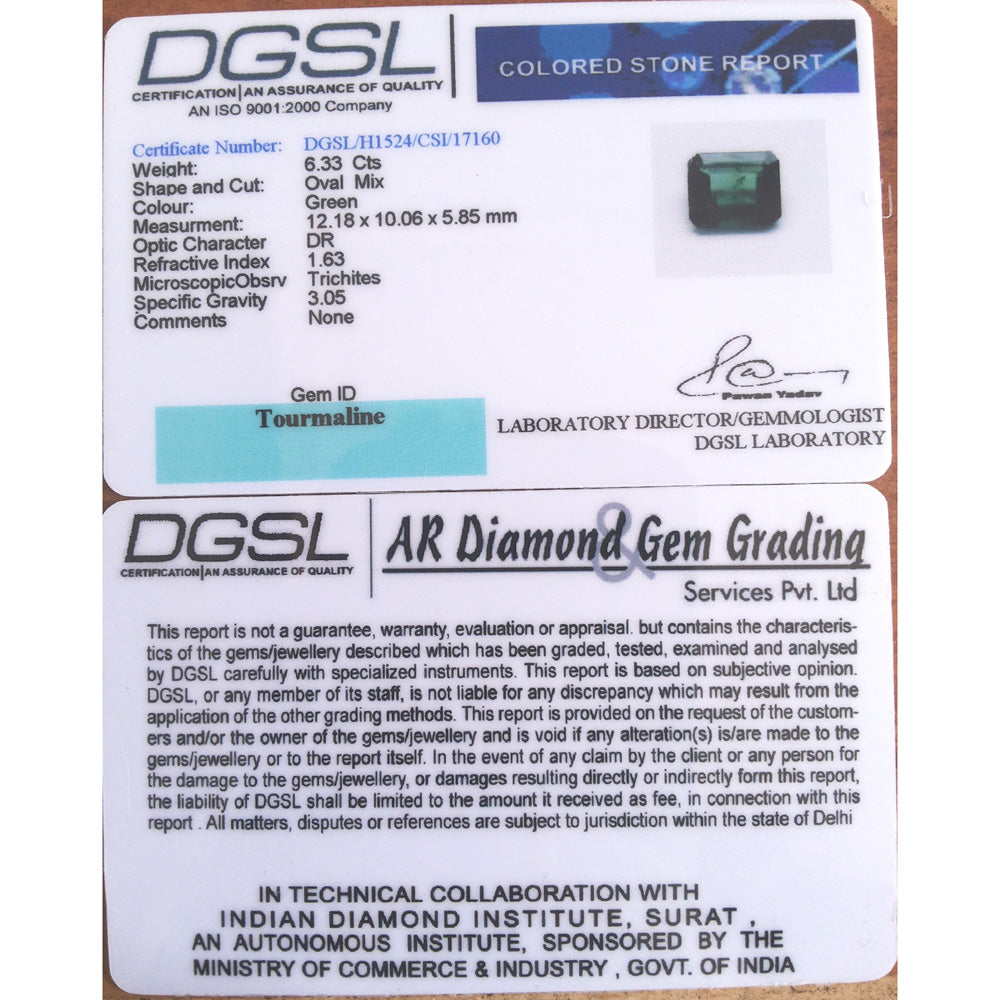 DGSL
CERTIFICATION|AN ASSURANCE OF QUALITY
AN ISO 9001:2000 Company
COLORED STONE REPORT
Certificate Number: DGSL/H1524/CSI/17160
Weight: 6.33 Cts
Shape and Cut: Oval Mix
Colour: Green
Measurment: 12.18 x 10.06 x 5.85 mm
Optic Character DR
Refractive Index 1.63
MicroscopicObsrv Trichites
Specific Gravity 3.05
Comments None
Gem ID
Tourmaline
Pawan Yadav
LABORATORY DIRECTOR/GEMMOLOGIST
DGSL LABORATORY
DGSL
CERTIFICATION|AN ASSURANCE OF QUALITY
AR Diamond & Gem Grading
Services Pvt. Ltd
This report is not a guarantee, warranty, evaluation or appraisal. but contains the characteris-
tics of the gems/jewellery described which has been graded, tested, examined and analysed
by DGSL carefully with specialized instruments. This report is based on subjective opinion.
DGSL, or any member of its staff, is not liable for any discrepancy which may result from the
application of the other grading methods. This report is provided on the request of the custom-
ers and/or the owner of the gems/jewellery and is void if any alteration(s) is/are made to the
gems/jewellery or to the report itself. In the event of any claim by the client or any person for
the damage to the gems/jewellery, or damages resulting directly or indirectly form this report,
the liability of DGSL shall be limited to the amount it received as fee, in connection with this
report . All matters, disputes or references are subject to jurisdiction within the state of Delhi
IN TECHNICAL COLLABORATION WITH
INDIAN DIAMOND INSTITUTE, SURAT ,
AN AUTONOMOUS INSTITUTE, SPONSORED BY THE
MINISTRY OF COMMERCE & INDUSTRY , GOVT. OF INDIA